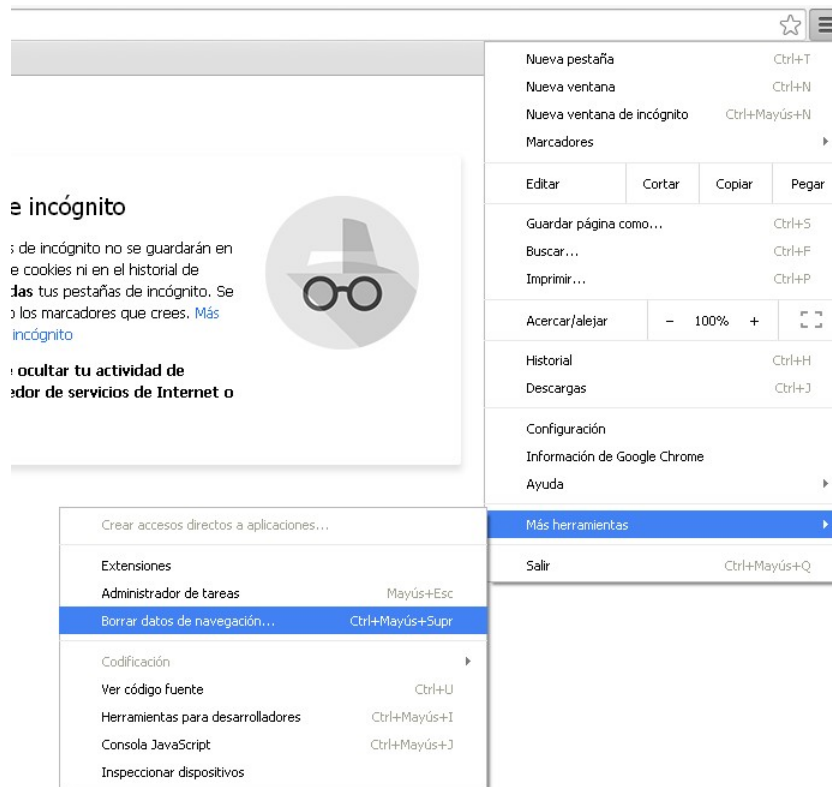 Nueva pestaña Ctrl+T
Nueva ventana Ctrl+N
Nueva ventana de incógnito Ctrl+Mayús+N
Marcadores
Editar Cortar Copiar Pegar
Guardar página como... Ctrl+S
Buscar... Ctrl+F
Imprimir... Ctrl+P
Acercar/alejar - 100% +
Historial Ctrl+H
Descargas Ctrl+J
Configuración
Información de Google Chrome
Ayuda
Más herramientas
Salir Ctrl+Mayús+Q
e incógnito
s de incógnito no se guardarán en
e cookies ni en el historial de
das tus pestañas de incógnito. Se
o los marcadores que crees. Más
incógnito
e ocultar tu actividad de
edor de servicios de Internet o
Crear accesos directos a aplicaciones...
Extensiones
Administrador de tareas Mayús+Esc
Borrar datos de navegación... Ctrl+Mayús+Supr
Codificación
Ver código fuente Ctrl+U
Herramientas para desarrolladores Ctrl+Mayús+I
Consola JavaScript Ctrl+Mayús+J
Inspeccionar dispositivos